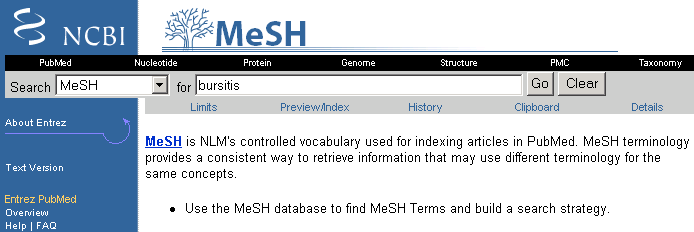 NCBI
MeSH
PubMed Nucleotide Protein Genome Structure PMC Taxonomy
Search MeSH for bursitis Go Clear
Limits Preview/Index History Clipboard Details
About Entrez
Text Version
Entrez PubMed
Overview
Help | FAQ
MeSH is NLM's controlled vocabulary used for indexing articles in PubMed. MeSH terminology
provides a consistent way to retrieve information that may use different terminology for the
same concepts.
• Use the MeSH database to find MeSH Terms and build a search strategy.